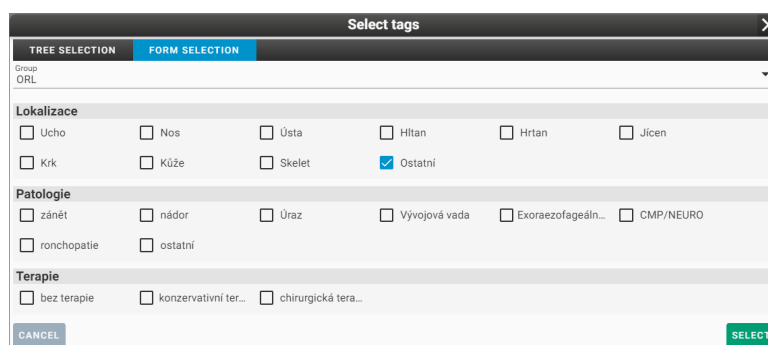 Select tags
TREE SELECTION FORM SELECTION
Group
ORL
Lokalizace
Ucho Nos Ústa Hltan Hrtan Jícen
Krk Kůže Skelet Ostatní
Patologie
zánět nádor Úraz Vývojová vada Exoraezofageáln... CMP/NEURO
ronchopatie ostatní
Terapie
bez terapie konzervativní ter... chirurgická tera...
CANCEL SELECT